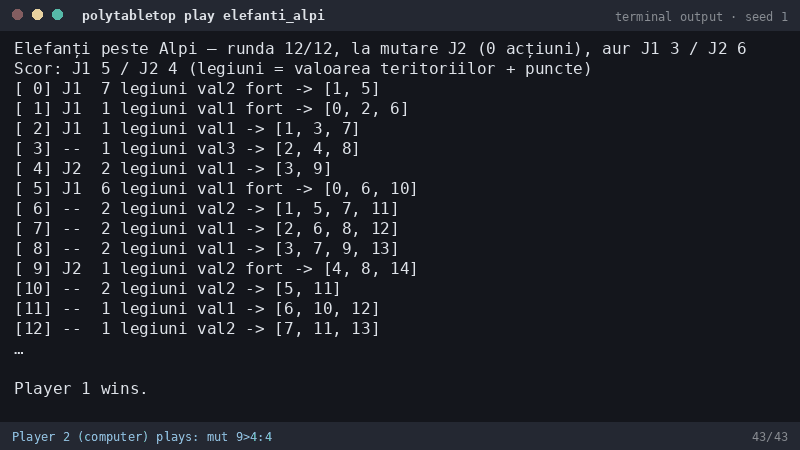 polytabletop play elefanti_alpi
terminal output · seed 1
Elefanți peste Alpi — runda 12/12, la mutare J2 (0 acțiuni), aur J1 3 / J2 6
Scor: J1 5 / J2 4 (legiuni = valoarea teritoriilor + puncte)
[ 0] J1  7 legiuni val2 fort -> [1, 5]
[ 1] J1  1 legiuni val1 fort -> [0, 2, 6]
[ 2] J1  1 legiuni val1 -> [1, 3, 7]
[ 3] --  1 legiuni val3 -> [2, 4, 8]
[ 4] J2  2 legiuni val1 -> [3, 9]
[ 5] J1  6 legiuni val1 fort -> [0, 6, 10]
[ 6] --  2 legiuni val2 -> [1, 5, 7, 11]
[ 7] --  2 legiuni val1 -> [2, 6, 8, 12]
[ 8] --  2 legiuni val1 -> [3, 7, 9, 13]
[ 9] J2  1 legiuni val2 fort -> [4, 8, 14]
[10] --  2 legiuni val2 -> [5, 11]
[11] --  1 legiuni val1 -> [6, 10, 12]
[12] --  1 legiuni val2 -> [7, 11, 13]
…
Player 1 wins.
Player 2 (computer) plays: mut 9>4:4
43/43